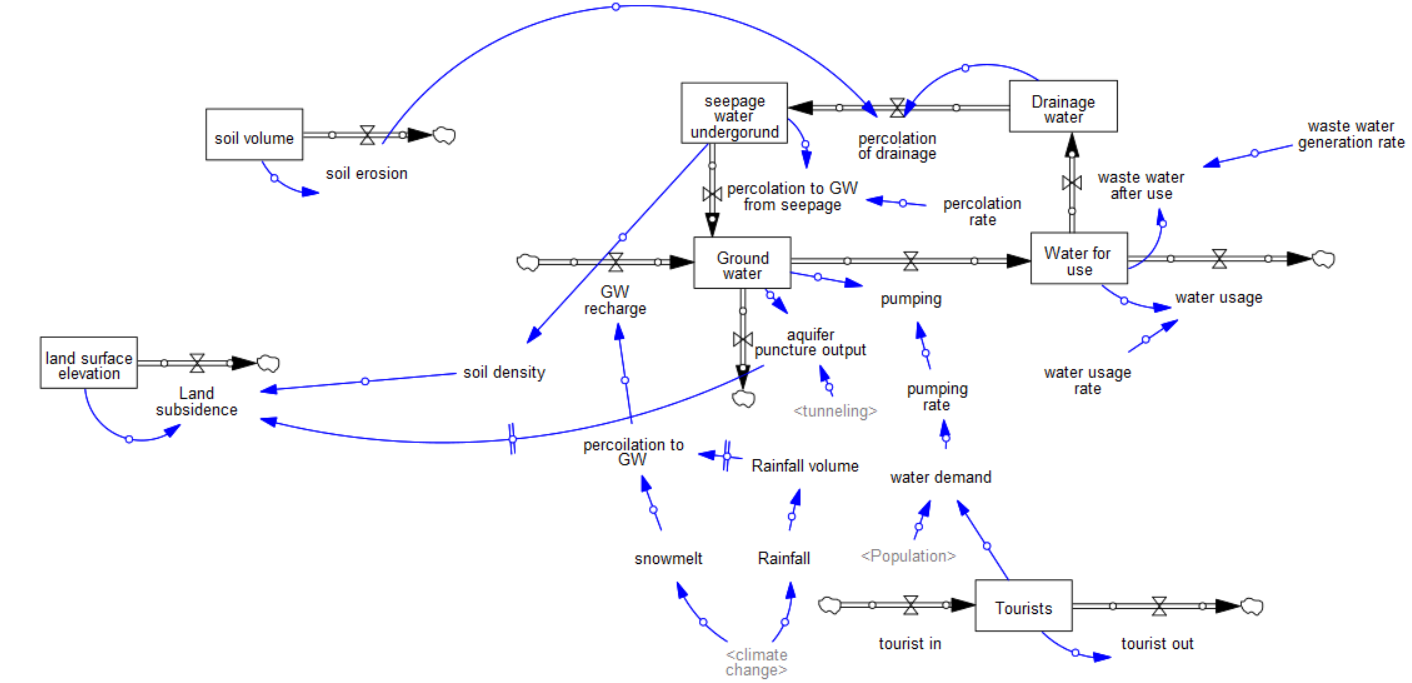 seepage
water
undergorund
Drainage
water
soil volume
percolation
of drainage
waste water
generation rate
soil erosion
percolation to GW
from seepage
percolation
rate
waste water
after use
Ground
water
Water for
use
GW
recharge
pumping
water usage
land surface
elevation
aquifer
puncture output
soil density
Land
subsidence
water usage
rate
pumping
rate
<tunneling>
percoilation to
GW
Rainfall volume
water demand
snowmelt
Rainfall
<Population>
Tourists
tourist in
tourist out
<climate
change>